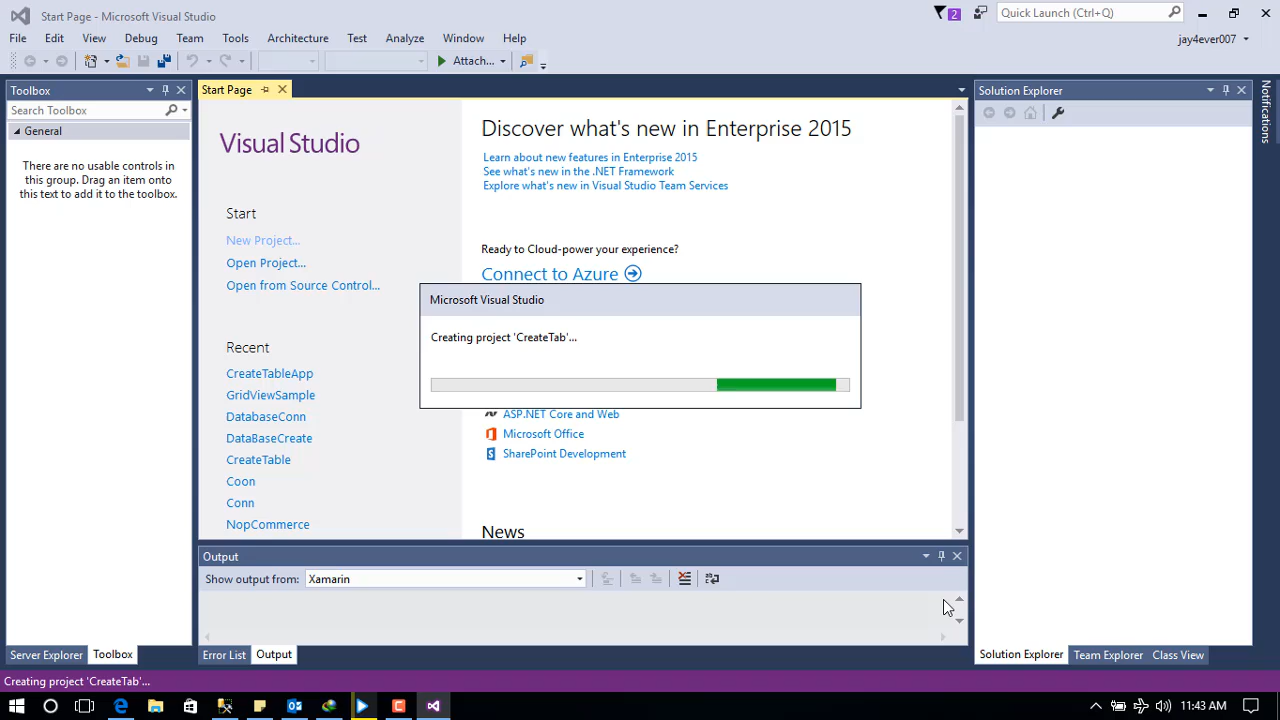 Start Page - Microsoft Visual Studio
2
Quick Launch (Ctrl+Q)
File Edit View Debug Team Tools Architecture Test Analyze Window Help
jay4ever007
Attach...
Toolbox
Search Toolbox
General
There are no usable controls in
this group. Drag an item onto
this text to add it to the toolbox.
Start Page
Visual Studio
Start
New Project...
Open Project...
Open from Source Control...
Recent
CreateTableApp
GridViewSample
DatabaseConn
DataBaseCreate
CreateTable
Coon
Conn
NopCommerce
Discover what's new in Enterprise 2015
Learn about new features in Enterprise 2015
See what's new in the .NET Framework
Explore what's new in Visual Studio Team Services
Ready to Cloud-power your experience?
Connect to Azure
Microsoft Visual Studio
Creating project 'CreateTab'...
ASP.NET Core and Web
Microsoft Office
SharePoint Development
News
Solution Explorer
Notifications
Output
Show output from: Xamarin
Server Explorer Toolbox
Error List Output
Solution Explorer Team Explorer Class View
Creating project 'CreateTab'...
11:43 AM